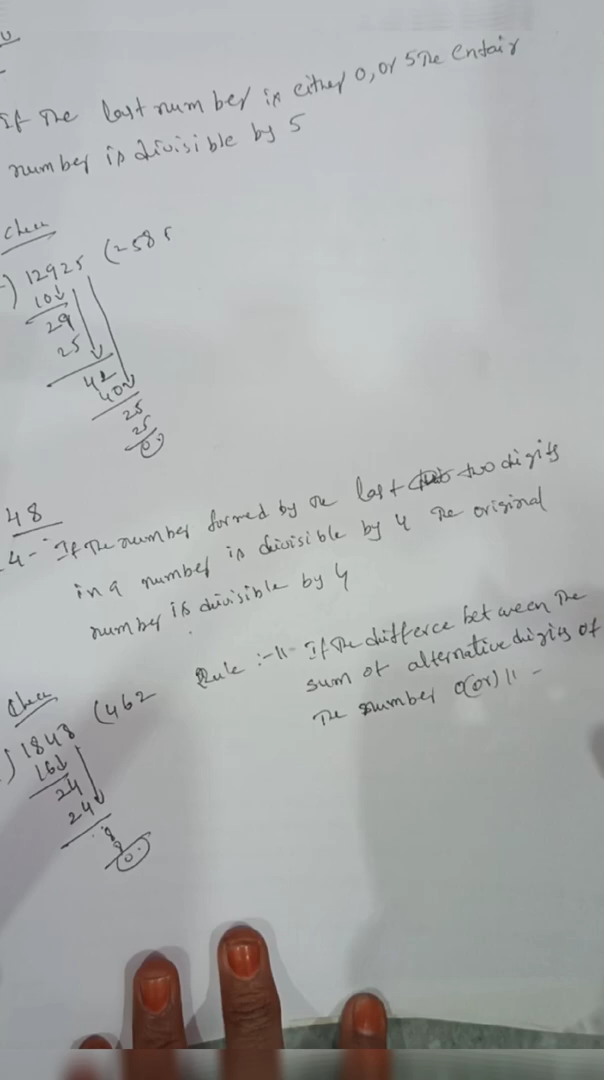 If The last number is either 0, or 5 The Entair
number is divisible by 5
Check
) 12925 (258
10↓
29
25
42
40
25
25
0
48
4 - If The number formed by the last two digits
in a number is divisible by 4 The original
number is divisible by 4
Rule :- 11 - If The differce between The
sum of alternative digits of
The number 0 (or) 11 -
Check
) 1848 (462
16↓
24
24
8
8
0